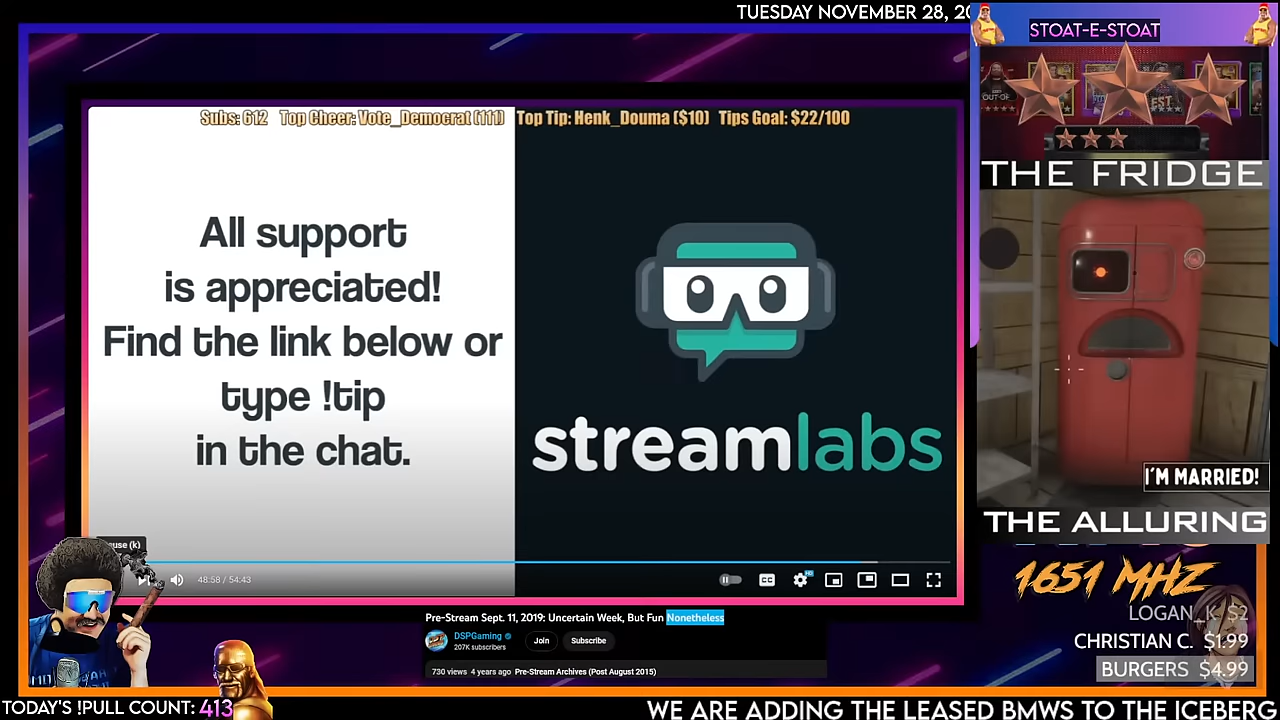 TUESDAY NOVEMBER 28, 20
STOAT-E-STOAT
Subs: 612 Top Cheer: Vote_Democrat (111) Top Tip: Henk_Douma ($10) Tips Goal: $22/100
All support
is appreciated!
Find the link below or
type !tip
in the chat.
streamlabs
THE FRIDGE
I'M MARRIED!
THE ALLURING
use (k)
48:58 / 54:43
CC
HD
Pre-Stream Sept. 11, 2019: Uncertain Week, But Fun Nonetheless
DSPGaming
207K subscribers
Join
Subscribe
730 views 4 years ago Pre-Stream Archives (Post August 2015)
1651 MHZ
LOGAN_K $2
CHRISTIAN C. $1.99
BURGERS $4.99
TODAY'S !PULL COUNT: 413
WE ARE ADDING THE LEASED BMWS TO THE ICEBERG